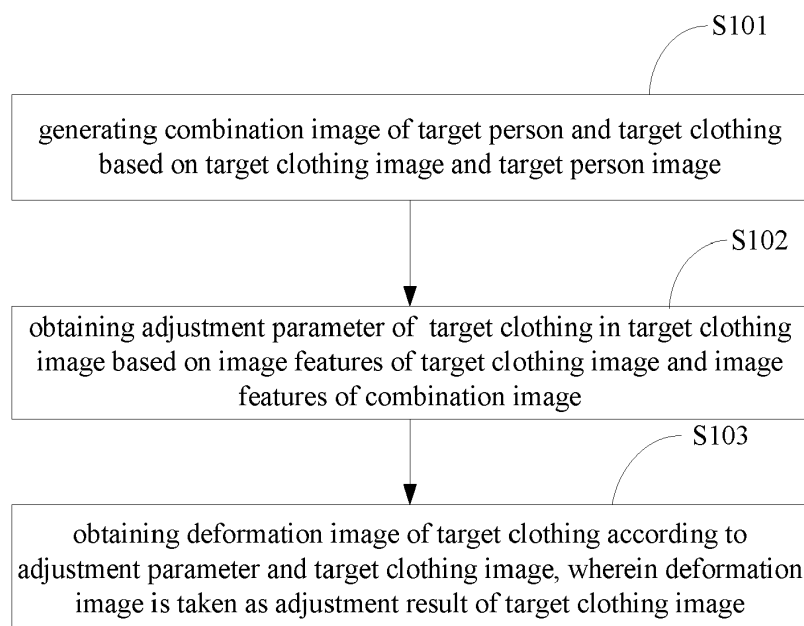 S101
generating combination image of target person and target clothing
based on target clothing image and target person image
S102
obtaining adjustment parameter of target clothing in target clothing
image based on image features of target clothing image and image
features of combination image
S103
obtaining deformation image of target clothing according to
adjustment parameter and target clothing image, wherein deformation
image is taken as adjustment result of target clothing image